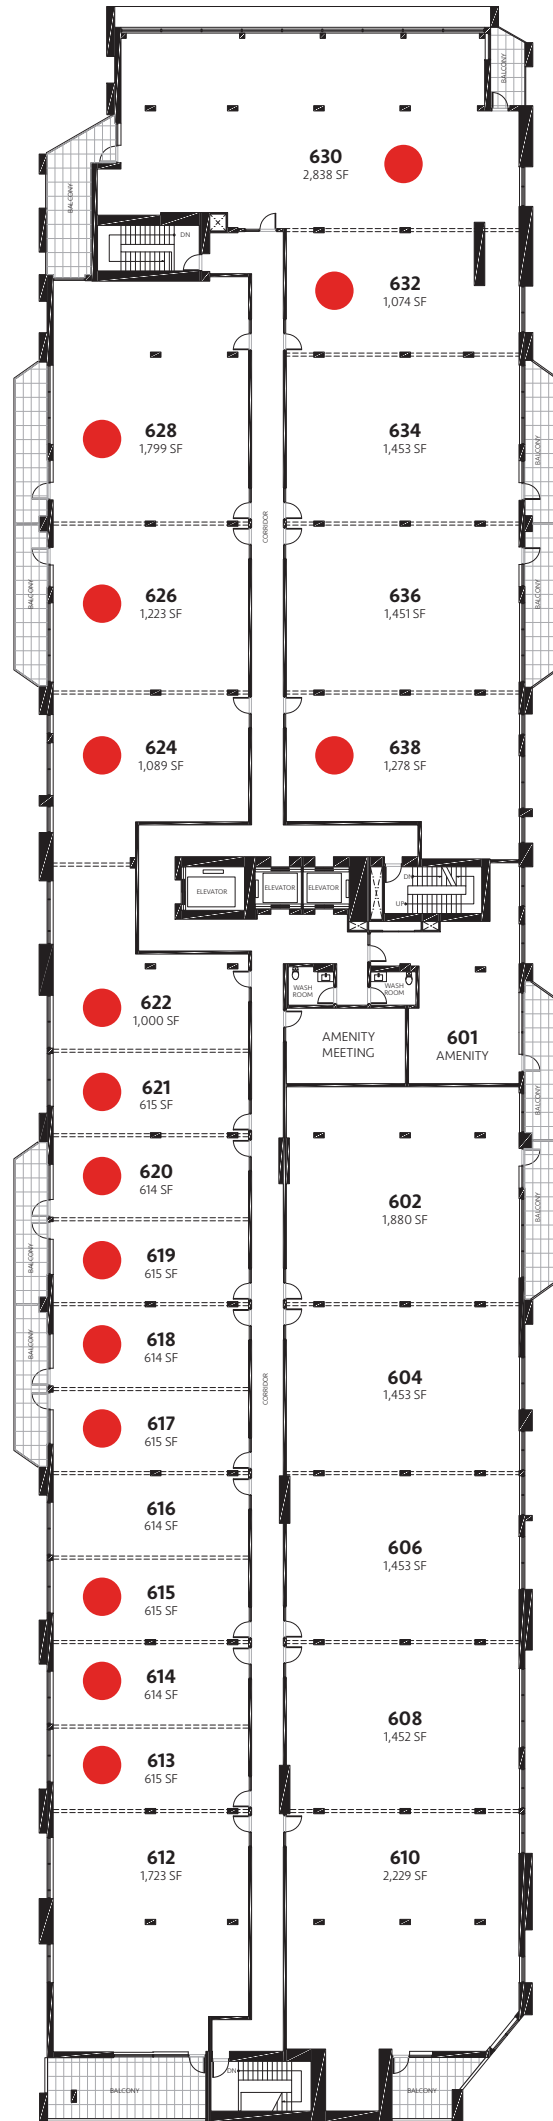 BALCONY
630
2,838 SF
BALCONY
DN
632
1,074 SF
628
1,799 SF
634
1,453 SF
BALCONY
CORRIDOR
626
1,223 SF
636
1,451 SF
BALCONY
624
1,089 SF
638
1,278 SF
ELEVATOR
ELEVATOR
ELEVATOR
DN
UP
622
1,000 SF
WASH
ROOM
WASH
ROOM
AMENITY
MEETING
601
AMENITY
621
615 SF
BALCONY
620
614 SF
602
1,880 SF
BALCONY
619
615 SF
BALCONY
618
614 SF
BALCONY
604
1,453 SF
CORRIDOR
617
615 SF
616
614 SF
606
1,453 SF
615
615 SF
614
614 SF
608
1,452 SF
613
615 SF
612
1,723 SF
610
2,229 SF
DN
BALCONY
BALCONY